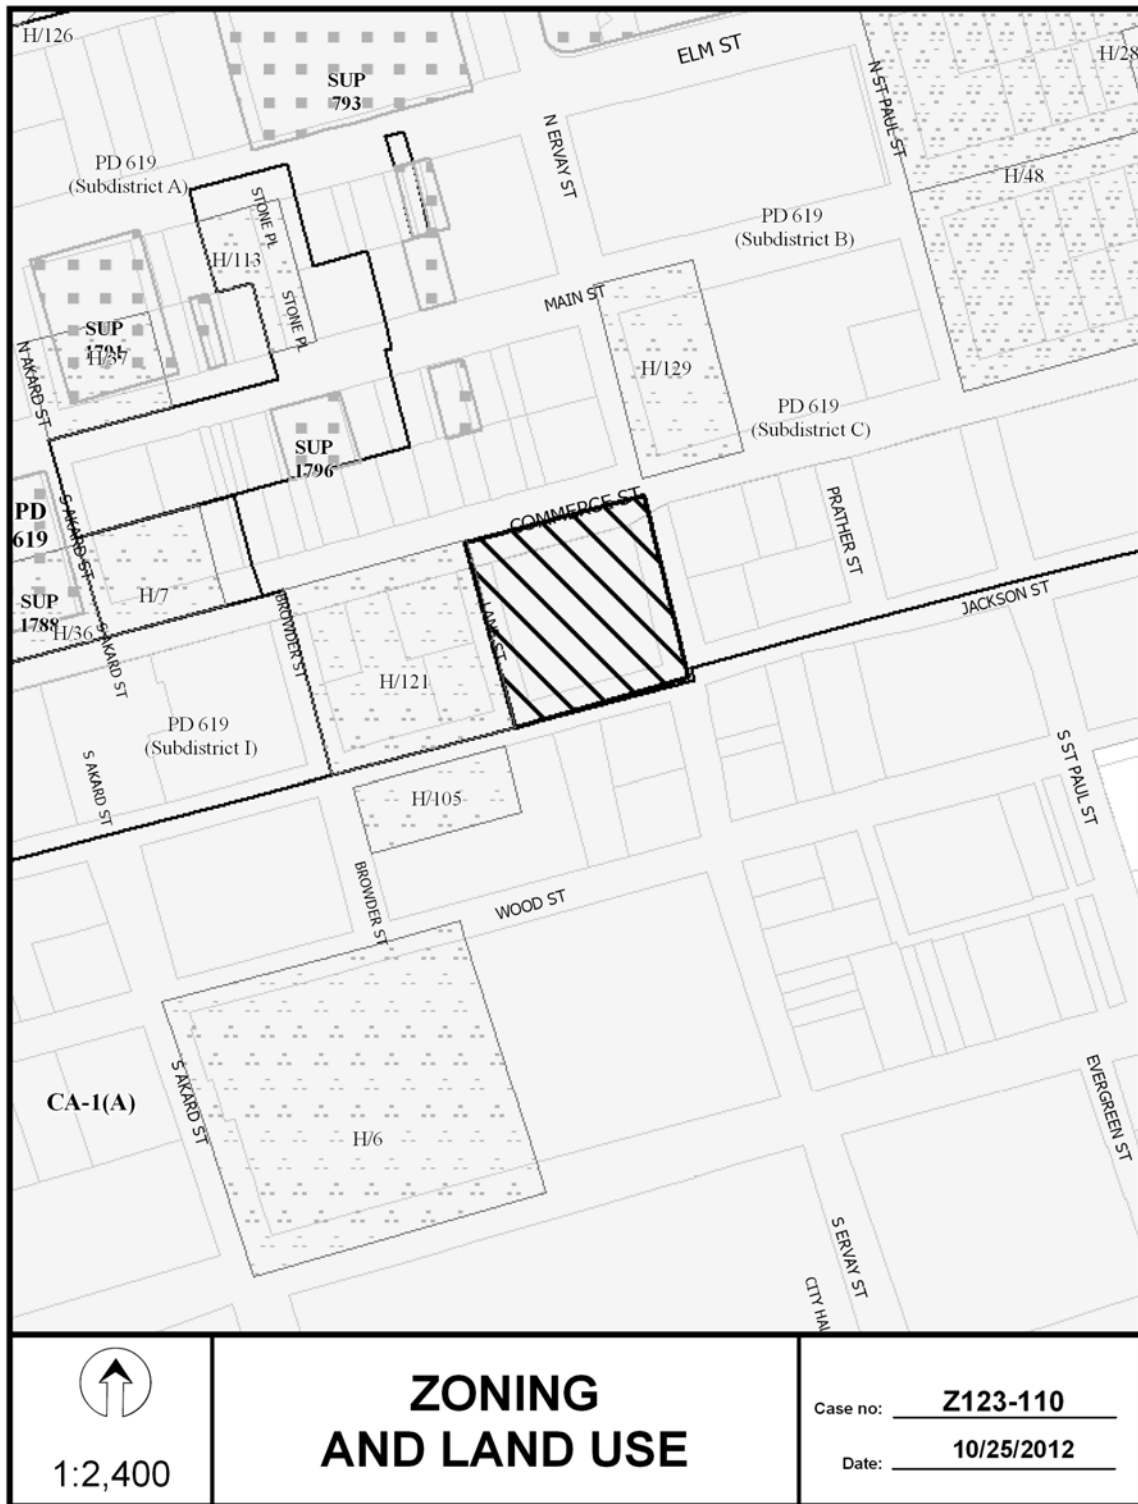 H/126
ELM ST
H/28
SUP
793
N ST PAUL ST
N ERVAY ST
PD 619
(Subdistrict A)
H/48
STONE PL
PD 619
(Subdistrict B)
H/113
MAIN ST
STONE PL
SUP
1791
H/37
N AKARD ST
H/129
PD 619
(Subdistrict C)
SUP
1796
PD
619
S AKARD ST
COMMERCE ST
PRATHER ST
SUP
1788
H/36
H/7
BROWDER ST
LANE ST
JACKSON ST
S AKARD ST
H/121
PD 619
(Subdistrict I)
S AKARD ST
S ST PAUL ST
H/105
BROWDER ST
WOOD ST
CA-1(A)
S AKARD ST
H/6
EVERGREEN ST
S ERVAY ST
CITY HAL
1:2,400
ZONING
AND LAND USE
Case no: Z123-110
Date: 10/25/2012